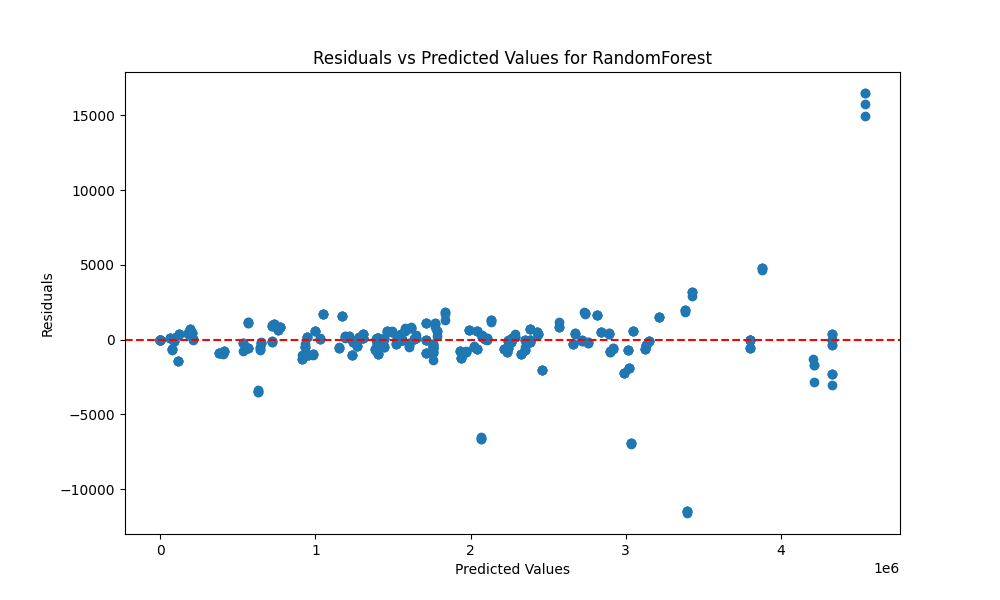 Residuals vs Predicted Values for RandomForest
15000
10000
5000
0
−5000
−10000
Residuals
0 1 2 3 4
1e6
Predicted Values